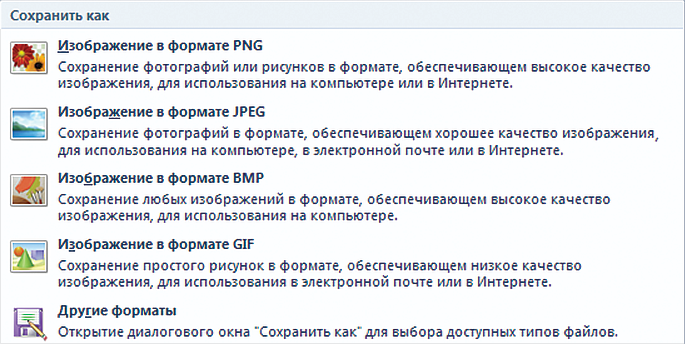 Сохранить как
Изображение в формате PNG
Сохранение фотографий или рисунков в формате, обеспечивающем высокое качество
изображения, для использования на компьютере или в Интернете.
Изображение в формате JPEG
Сохранение фотографий в формате, обеспечивающем хорошее качество изображения,
для использования на компьютере, в электронной почте или в Интернете.
Изображение в формате BMP
Сохранение любых изображений в формате, обеспечивающем высокое качество
изображения, для использования на компьютере.
Изображение в формате GIF
Сохранение простого рисунок в формате, обеспечивающем низкое качество
изображения, для использования в электронной почте или в Интернете.
Другие форматы
Открытие диалогового окна "Сохранить как" для выбора доступных типов файлов.